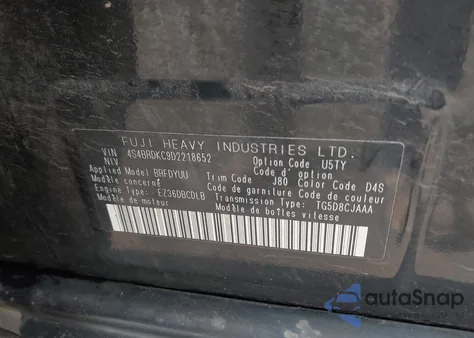 FUJI HEAVY INDUSTRIES LTD.
VIN 4S4BRDKC9D2218652 Option Code U5TY
NIV Code d' option
Applied Model BRFDYUU Trim Code J80 Color Code D4S
Modèle concerné Code de garniture Code de couleur
Engine Type EZ36DBCDLB Transmission Type TG5D8CJAAA
Modèle de moteur Modèle de boîtes vitesse
autoSnap